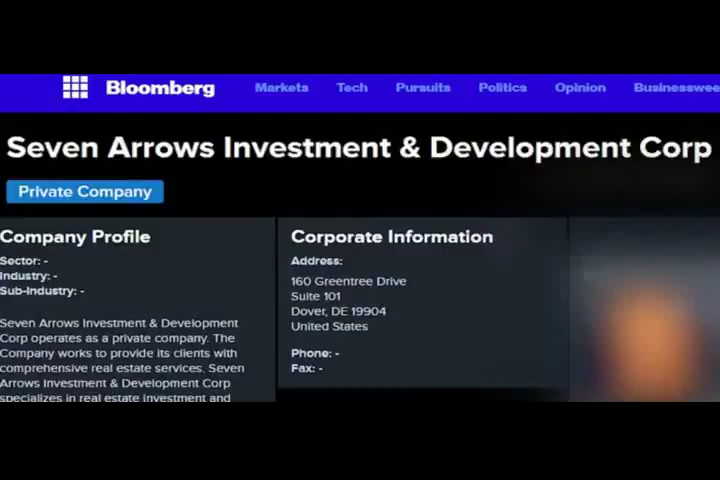 Bloomberg Markets Tech Pursuits Politics Opinion Businesswee
Seven Arrows Investment & Development Corp
Private Company
Company Profile
Sector: -
Industry: -
Sub-Industry: -
Seven Arrows Investment & Development
Corp operates as a private company. The
Company works to provide its clients with
comprehensive real estate services. Seven
Arrows Investment & Development Corp
specializes in real estate investment and
Corporate Information
Address:
160 Greentree Drive
Suite 101
Dover, DE 19904
United States
Phone: -
Fax: -